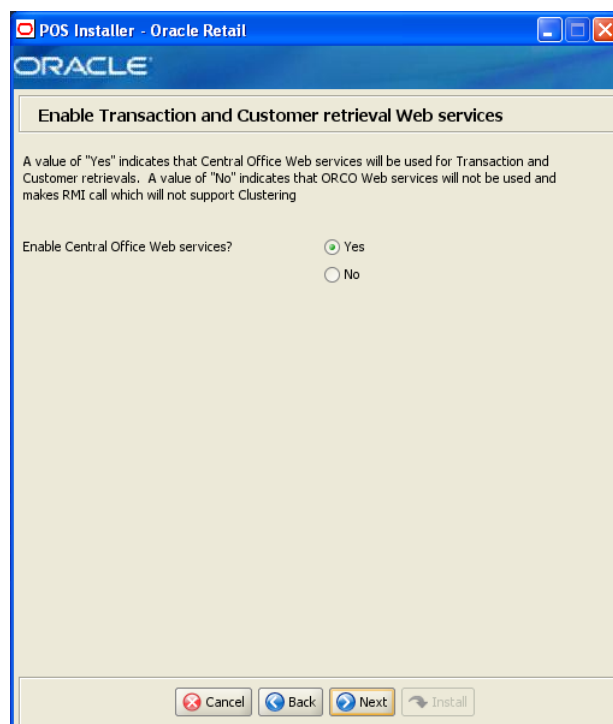 POS Installer - Oracle Retail
ORACLE
Enable Transaction and Customer retrieval Web services
A value of "Yes" indicates that Central Office Web services will be used for Transaction and
Customer retrievals. A value of "No" indicates that ORCO Web services will not be used and
makes RMI call which will not support Clustering
Enable Central Office Web services?
Yes
No
Cancel
Back
Next
Install